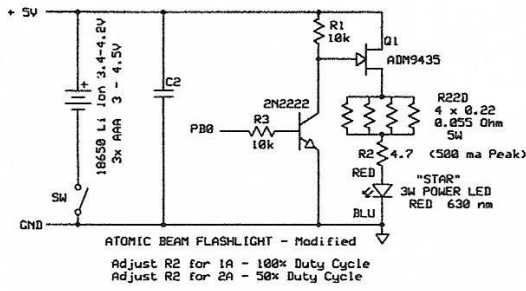 + 5V
18650 Li Ion 3.4-4.2V
3x AAA 3 - 4.5V
+
C2
R1
10k
Q1
ADM9435
2N2222
R3
10k
PB0
R22D
4 x 0.22
0.055 Ohm
5W
R2 4.7 (500 ma Peak)
RED
"STAR"
3W POWER LED
RED 630 nm
BLU
SW
GND
ATOMIC BEAM FLASHLIGHT - Modified
Adjust R2 for 1A - 100% Duty Cycle
Adjust R2 for 2A - 50% Duty Cycle